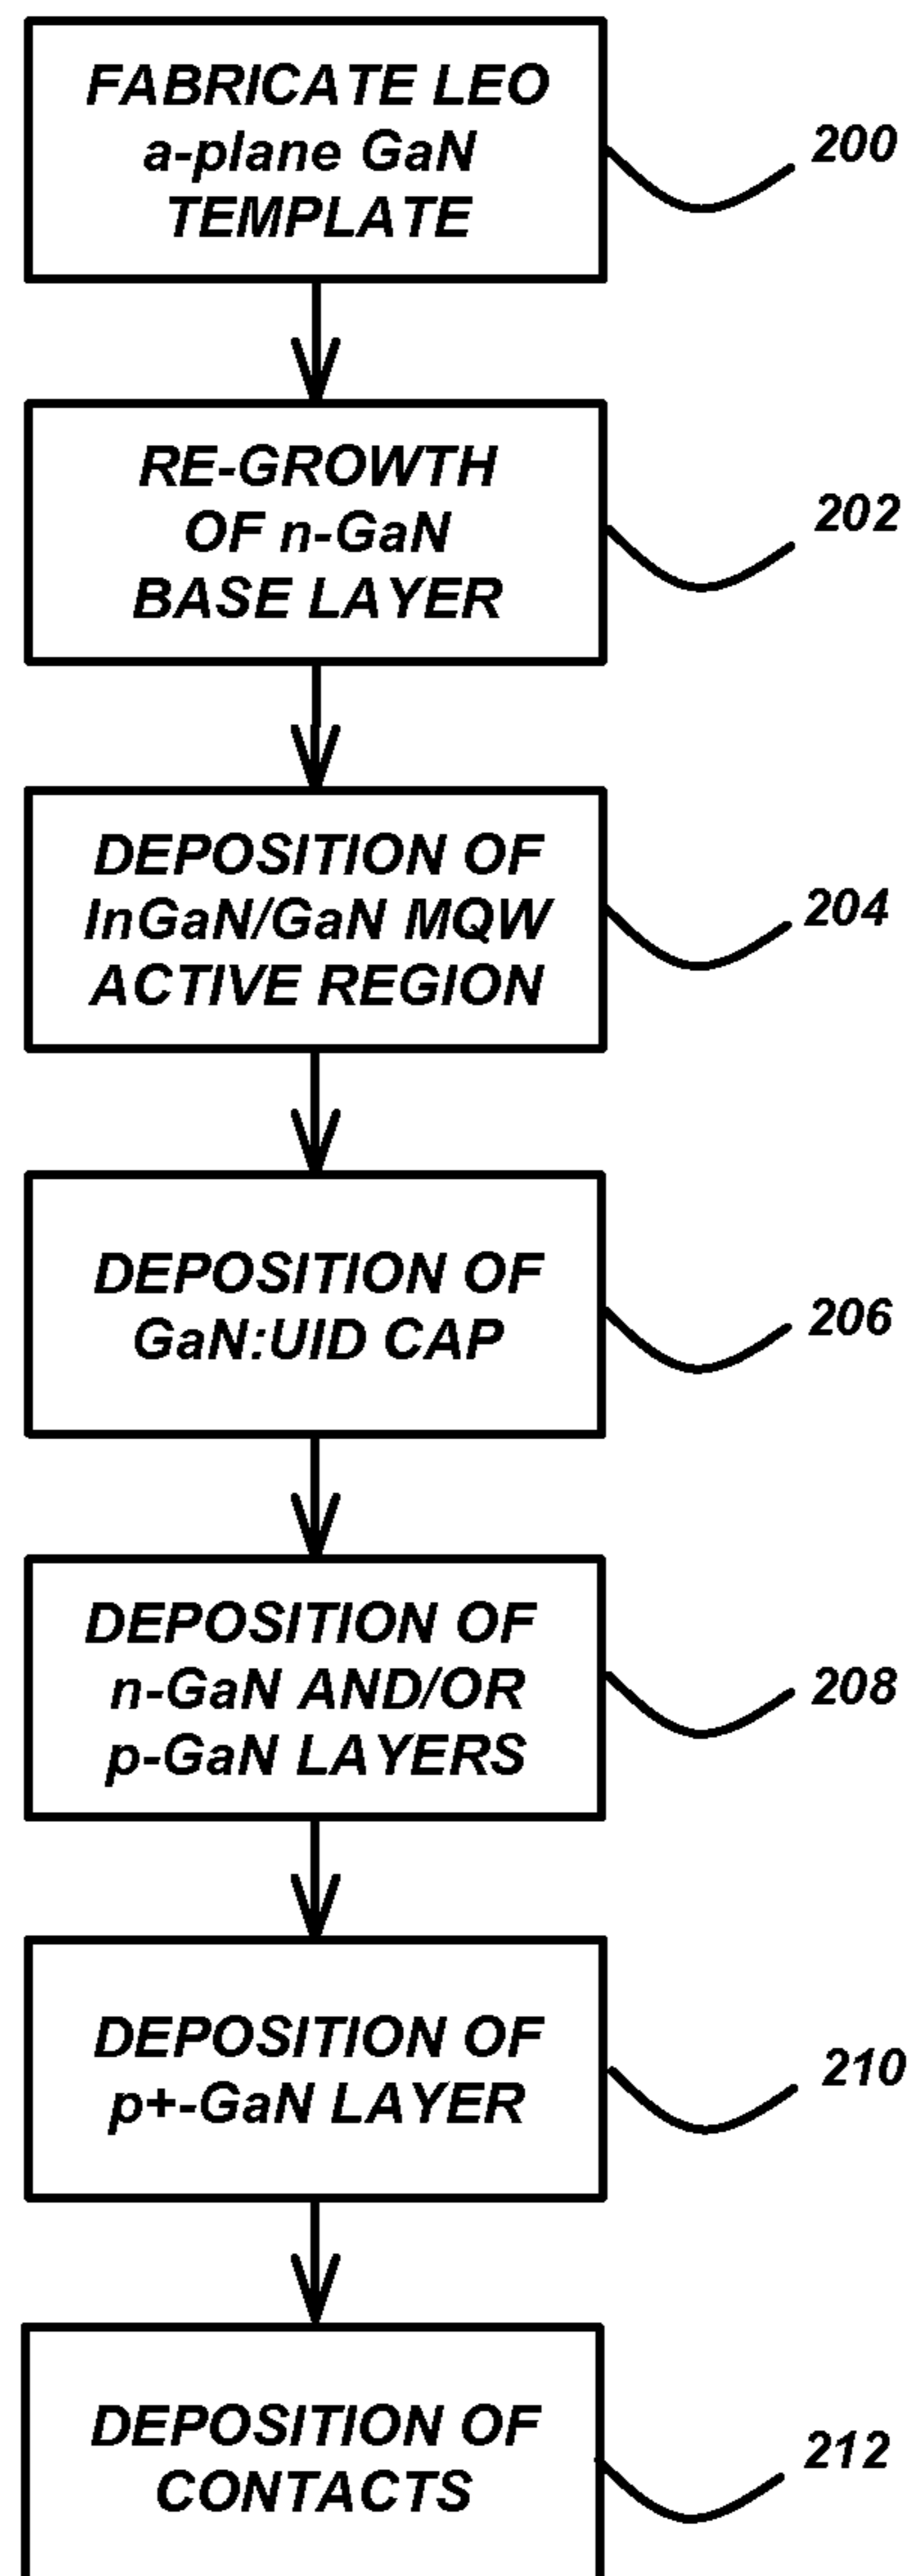 FABRICATE LEO
a-plane GaN
TEMPLATE
200
RE-GROWTH
OF n-GaN
BASE LAYER
202
DEPOSITION OF
InGaN/GaN MQW
ACTIVE REGION
204
DEPOSITION OF
GaN:UID CAP
206
DEPOSITION OF
n-GaN AND/OR
p-GaN LAYERS
208
DEPOSITION OF
p+-GaN LAYER
210
DEPOSITION OF
CONTACTS
212